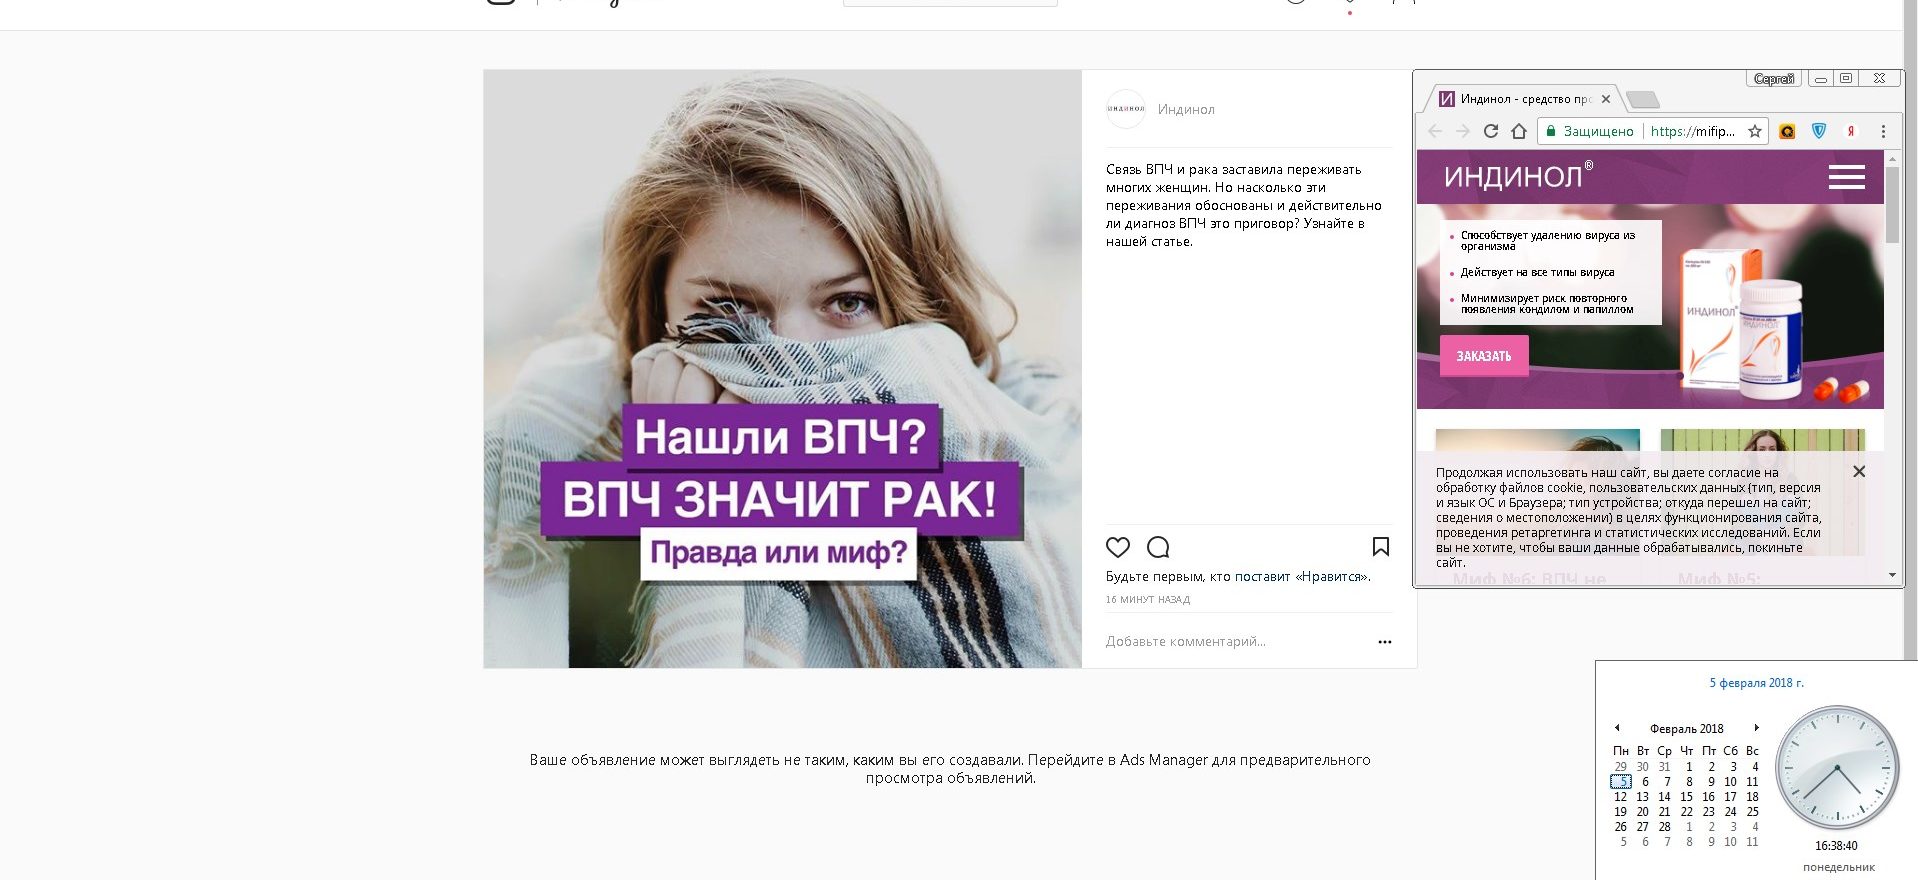 Индинол
Связь ВПЧ и рака заставила переживать
многих женщин. Но насколько эти
переживания обоснованы и действительно
ли диагноз ВПЧ это приговор? Узнайте в
нашей статье.
Нашли ВПЧ?
ВПЧ ЗНАЧИТ РАК!
Правда или миф?
Будьте первым, кто поставит «Нравится».
16 МИНУТ НАЗАД
Добавьте комментарий...
Ваше объявление может выглядеть не таким, каким вы его создавали. Перейдите в Ads Manager для предварительного
просмотра объявлений.
Сергей
Индинол - средство прс
Защищено https://mifip...
ИНДИНОЛ®
Способствует удалению вируса из
организма
Действует на все типы вируса
Минимизирует риск повторного
появления кондилом и папиллом
ЗАКАЗАТЬ
ИНДИНОЛ
ИНДИНОЛ
Продолжая использовать наш сайт, вы даете согласие на
обработку файлов cookie, пользовательских данных (тип, версия
и язык ОС и Браузера; тип устройства; откуда перешел на сайт;
сведения о местоположении) в целях функционирования сайта,
проведения ретаргетинга и статистических исследований. Если
вы не хотите, чтобы ваши данные обрабатывались, покиньте
сайт.
Миф №6: ВПЧ не
Миф №5:
5 февраля 2018 г.
Февраль 2018
Пн Вт Ср Чт Пт Сб Вс
29 30 31 1 2 3 4
5 6 7 8 9 10 11
12 13 14 15 16 17 18
19 20 21 22 23 24 25
26 27 28 1 2 3 4
5 6 7 8 9 10 11
16:38:40
понедельник